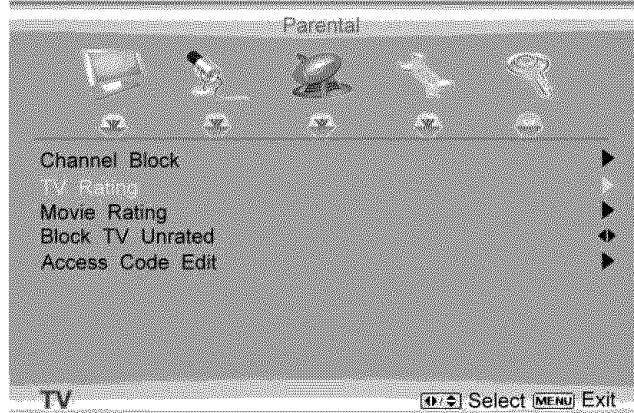 Parental
Channel Block
TV Rating
Movie Rating
Block TV Unrated
Access Code Edit
TV Select MENU Exit